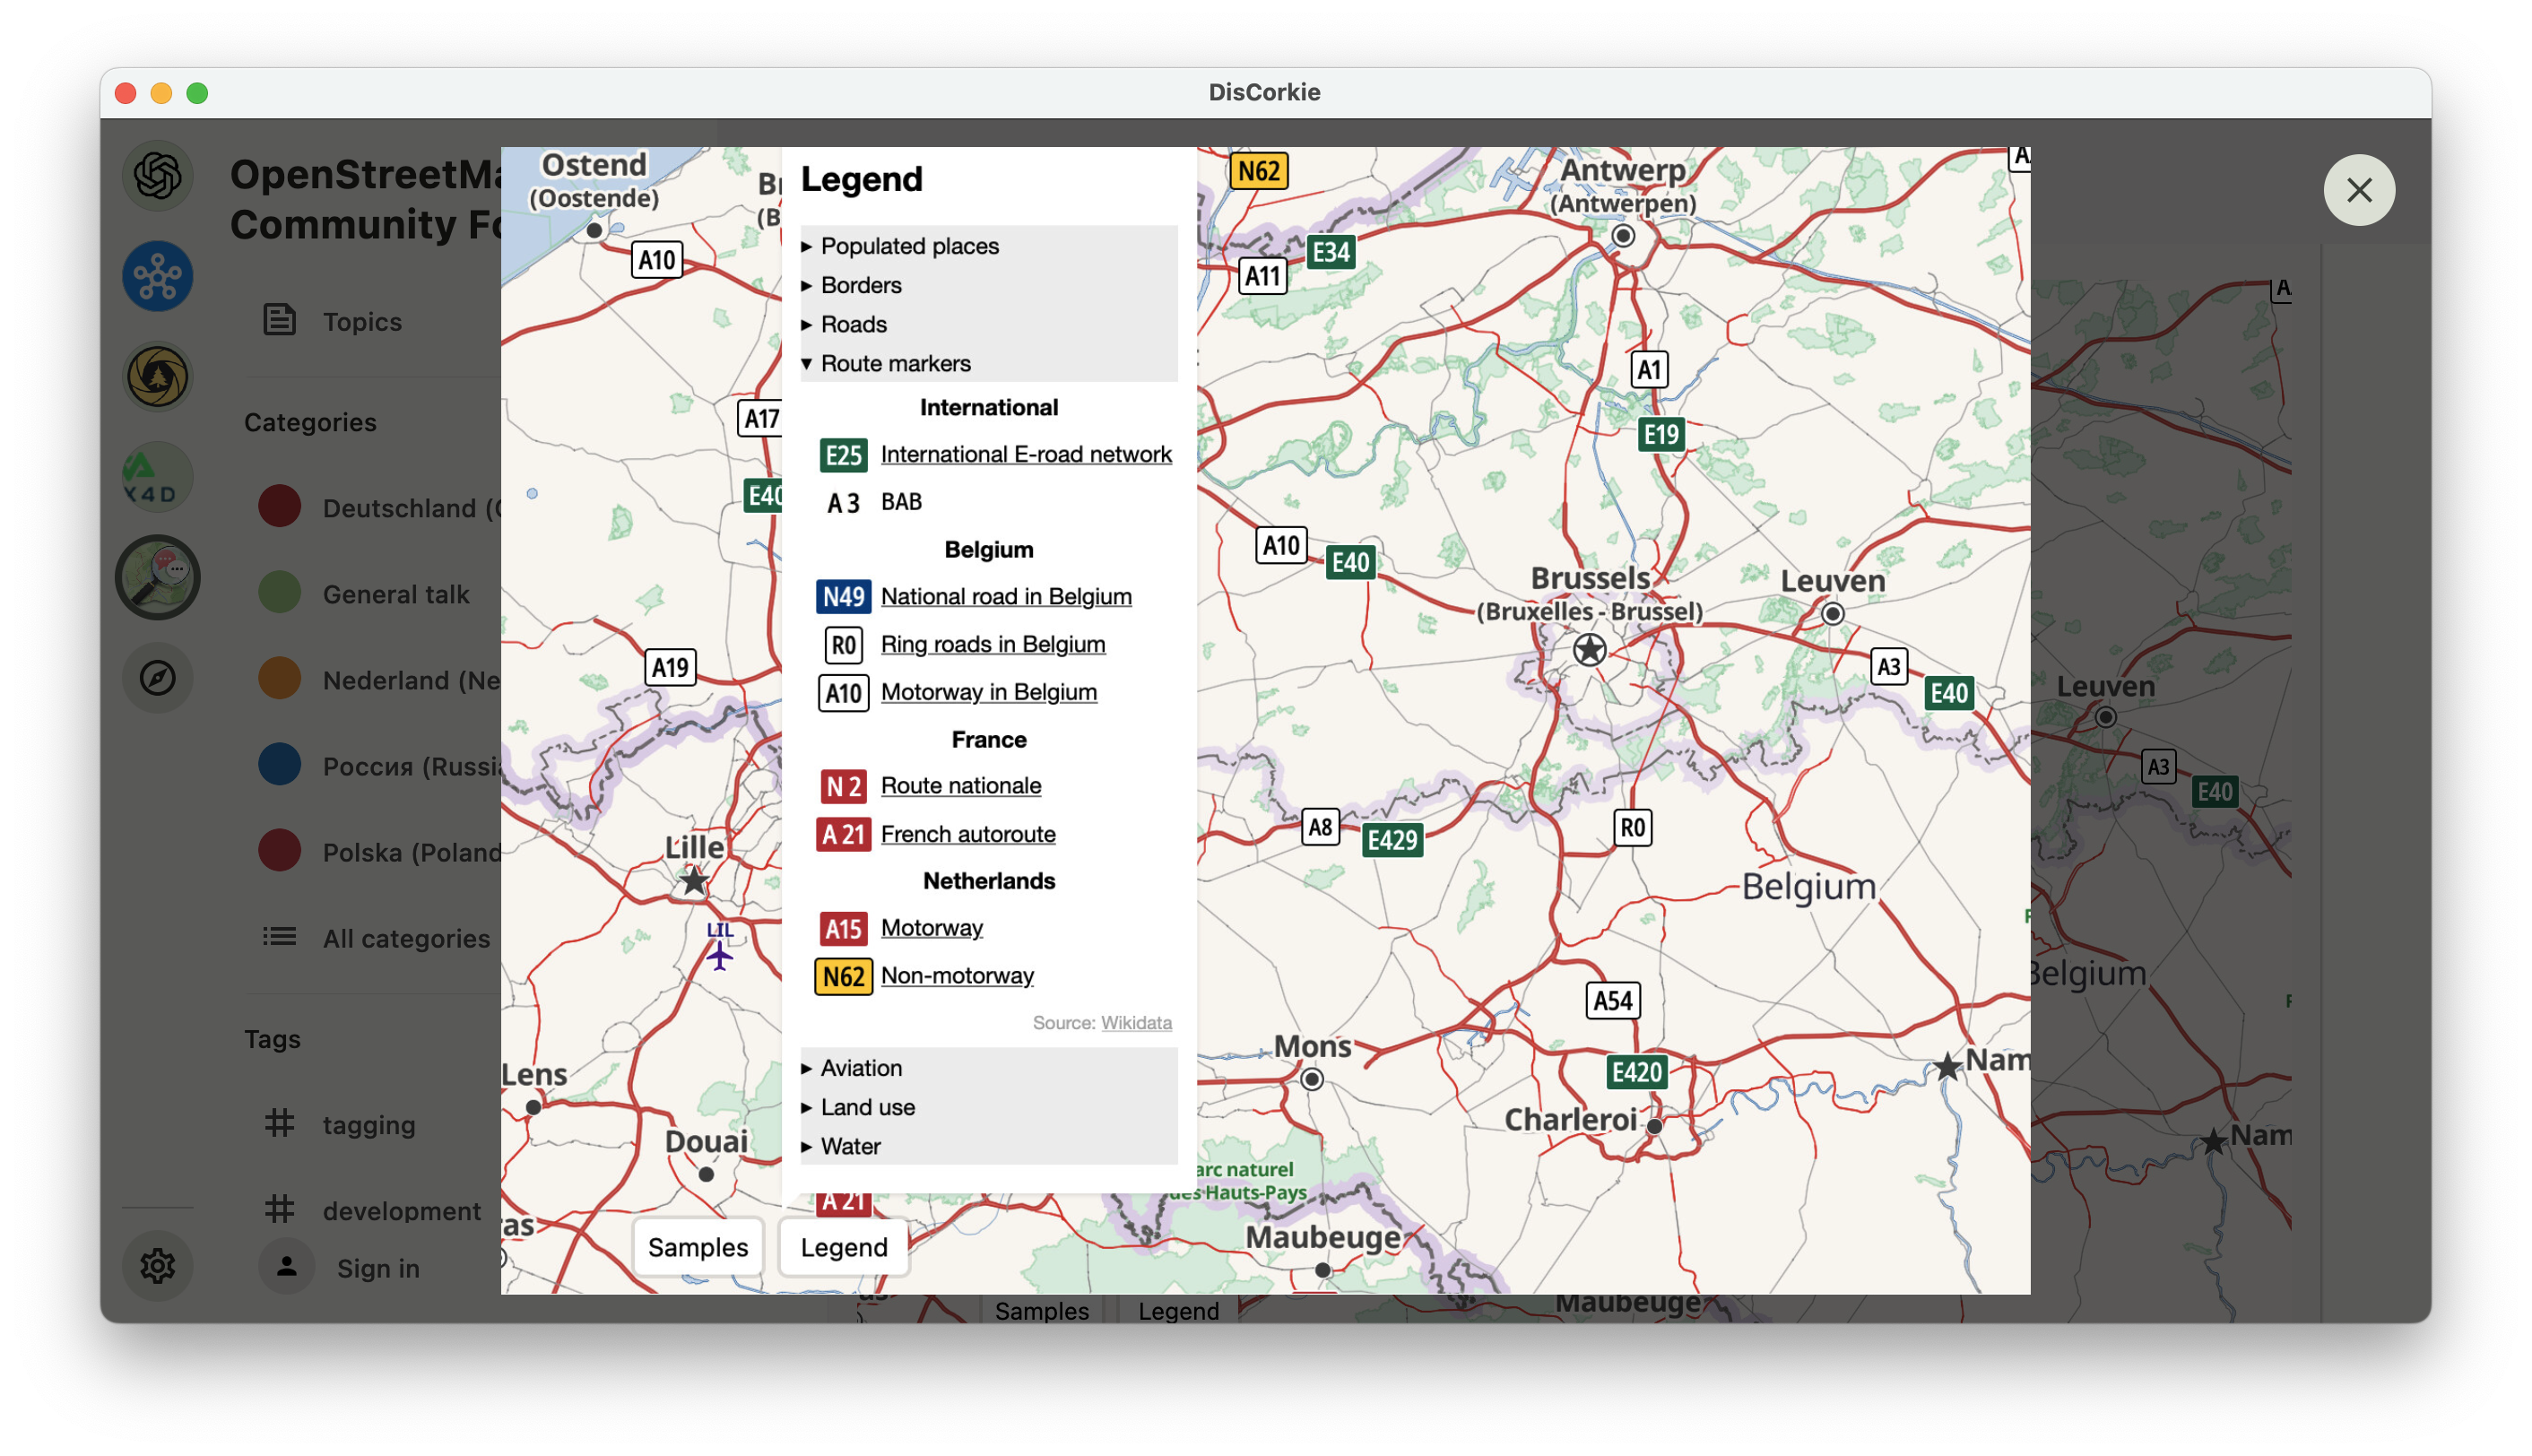 DisCorkie
OpenStreetMa
Community Fo
Topics
Categories
Deutschland (
General talk
Nederland (Ne
Россия (Russi
Polska (Poland
All categories
Tags
tagging
development
Sign in
X4D
Ostend
(Oostende)
A10
A17
E40
A19
Lille
LIL
Lens
Douai
Legend
Populated places
Borders
Roads
Route markers
International
E25 International E-road network
A 3 BAB
Belgium
N49 National road in Belgium
R0 Ring roads in Belgium
A10 Motorway in Belgium
France
N 2 Route nationale
A 21 French autoroute
Netherlands
A15 Motorway
N62 Non-motorway
Source: Wikidata
Aviation
Land use
Water
A 21
Samples
Legend
N62
Antwerp
(Antwerpen)
E34
A11
A1
E19
A10
E40
Brussels
(Bruxelles - Brussel)
Leuven
A3
E40
A8
E429
R0
Belgium
A54
Mons
E420
Nam
Charleroi
arc naturel
des Hauts-Pays
Maubeuge
Leuven
A3
E40
Belgium
Nam
Samples
Legend
Maubeuge